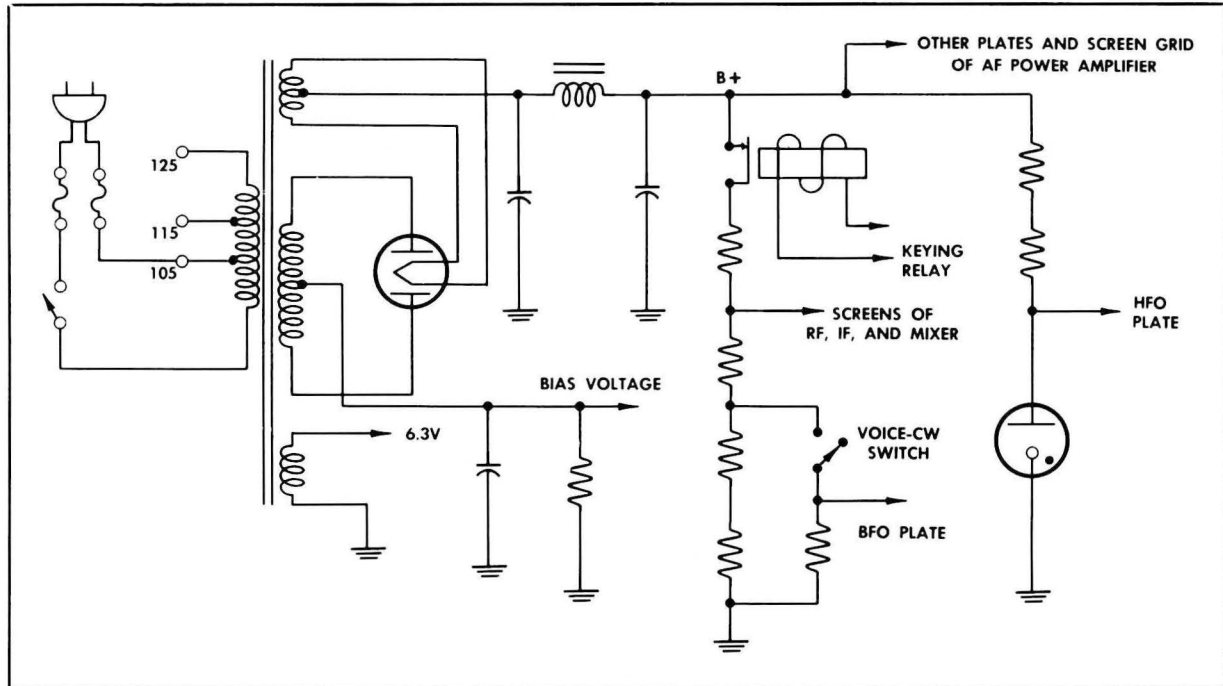 OTHER PLATES AND SCREEN GRID
OF AF POWER AMPLIFIER
B+
125
115
105
KEYING
RELAY
SCREENS OF
RF, IF, AND MIXER
HFO
PLATE
BIAS VOLTAGE
6.3V
VOICE-CW
SWITCH
BFO PLATE